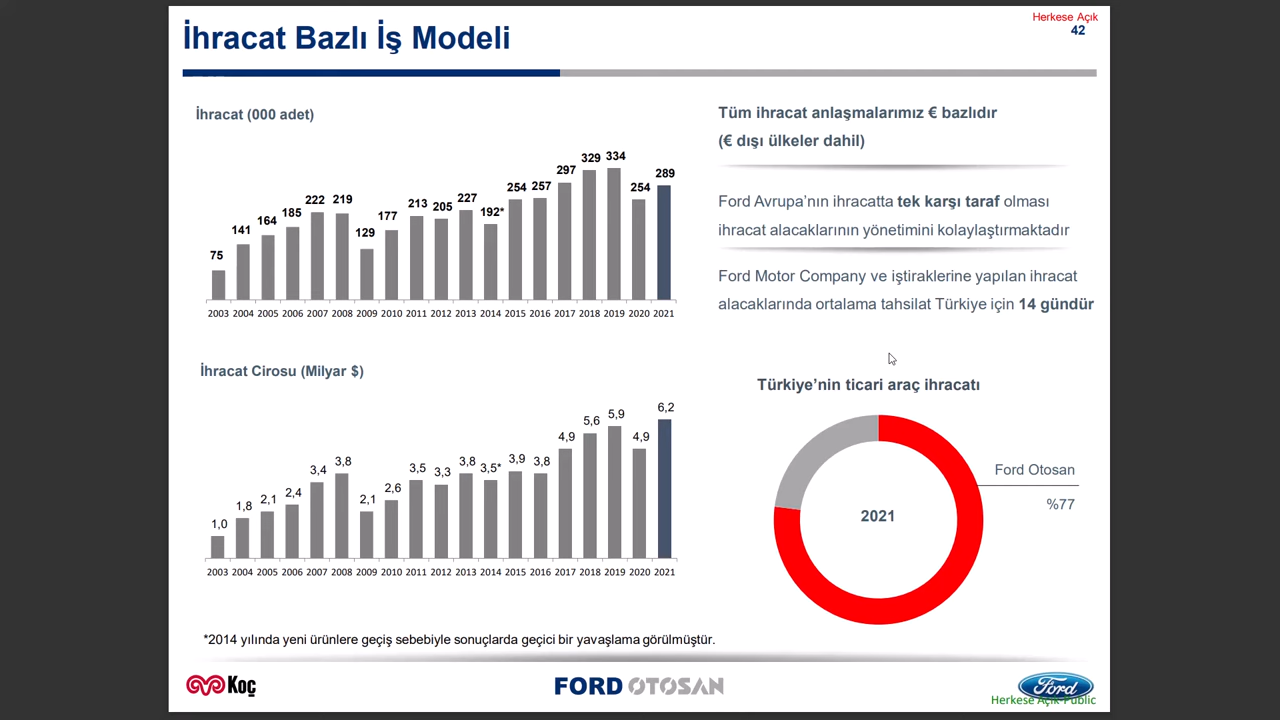 Herkese Açık
42
İhracat Bazlı İş Modeli
İhracat (000 adet)
75 141 164 185 222 219 129 177 213 205 227 192* 254 257 297 329 334 254 289
2003 2004 2005 2006 2007 2008 2009 2010 2011 2012 2013 2014 2015 2016 2017 2018 2019 2020 2021
Tüm ihracat anlaşmalarımız € bazlıdır
(€ dışı ülkeler dahil)
Ford Avrupa’nın ihracatta tek karşı taraf olması
ihracat alacaklarının yönetimini kolaylaştırmaktadır
Ford Motor Company ve iştiraklerine yapılan ihracat
alacaklarında ortalama tahsilat Türkiye için 14 gündür
İhracat Cirosu (Milyar $)
1,0 1,8 2,1 2,4 3,4 3,8 2,1 2,6 3,5 3,3 3,8 3,5* 3,9 3,8 4,9 5,6 5,9 4,9 6,2
2003 2004 2005 2006 2007 2008 2009 2010 2011 2012 2013 2014 2015 2016 2017 2018 2019 2020 2021
Türkiye’nin ticari araç ihracatı
Ford Otosan
%77
2021
*2014 yılında yeni ürünlere geçiş sebebiyle sonuçlarda geçici bir yavaşlama görülmüştür.
Koç
FORD OTOSAN
Ford
Herkese Açık-Public